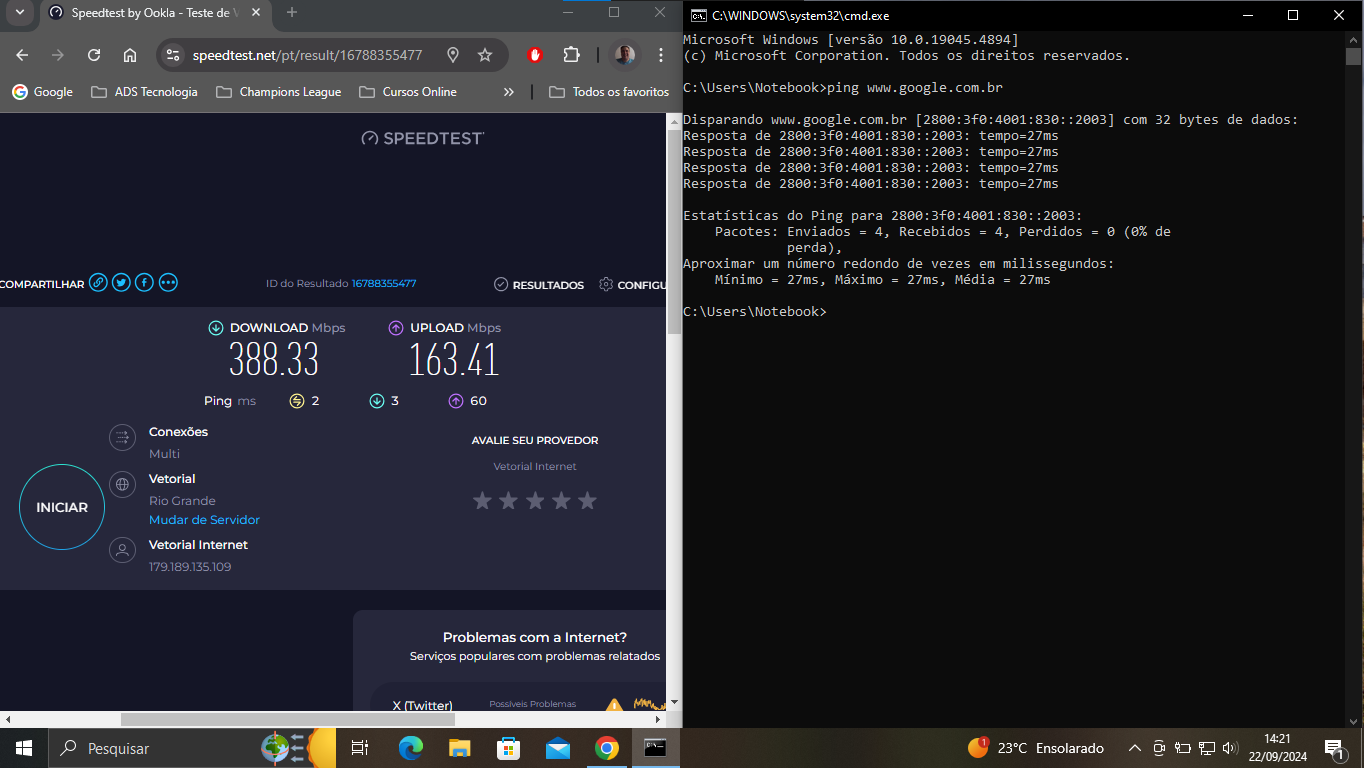 Speedtest by Ookla - Teste de V
speedtest.net/pt/result/16788355477
Google
ADS Tecnologia
Champions League
Cursos Online
»
Todos os favoritos
SPEEDTEST
COMPARTILHAR
ID do Resultado 16788355477
RESULTADOS
CONFIGU
DOWNLOAD Mbps
388.33
UPLOAD Mbps
163.41
Ping ms
2
3
60
Conexões
Multi
Vetorial
Rio Grande
Mudar de Servidor
Vetorial Internet
179.189.135.109
INICIAR
AVALIE SEU PROVEDOR
Vetorial Internet
Problemas com a Internet?
Serviços populares com problemas relatados
X (Twitter)
Possíveis Problemas
C:\WINDOWS\system32\cmd.exe
Microsoft Windows [versão 10.0.19045.4894]
(c) Microsoft Corporation. Todos os direitos reservados.
C:\Users\Notebook>ping www.google.com.br
Disparando www.google.com.br [2800:3f0:4001:830::2003] com 32 bytes de dados:
Resposta de 2800:3f0:4001:830::2003: tempo=27ms
Resposta de 2800:3f0:4001:830::2003: tempo=27ms
Resposta de 2800:3f0:4001:830::2003: tempo=27ms
Resposta de 2800:3f0:4001:830::2003: tempo=27ms
Estatísticas do Ping para 2800:3f0:4001:830::2003:
Pacotes: Enviados = 4, Recebidos = 4, Perdidos = 0 (0% de
perda),
Aproximar um número redondo de vezes em milissegundos:
Mínimo = 27ms, Máximo = 27ms, Média = 27ms
C:\Users\Notebook>
Pesquisar
1
23°C Ensolarado
14:21
22/09/2024
1